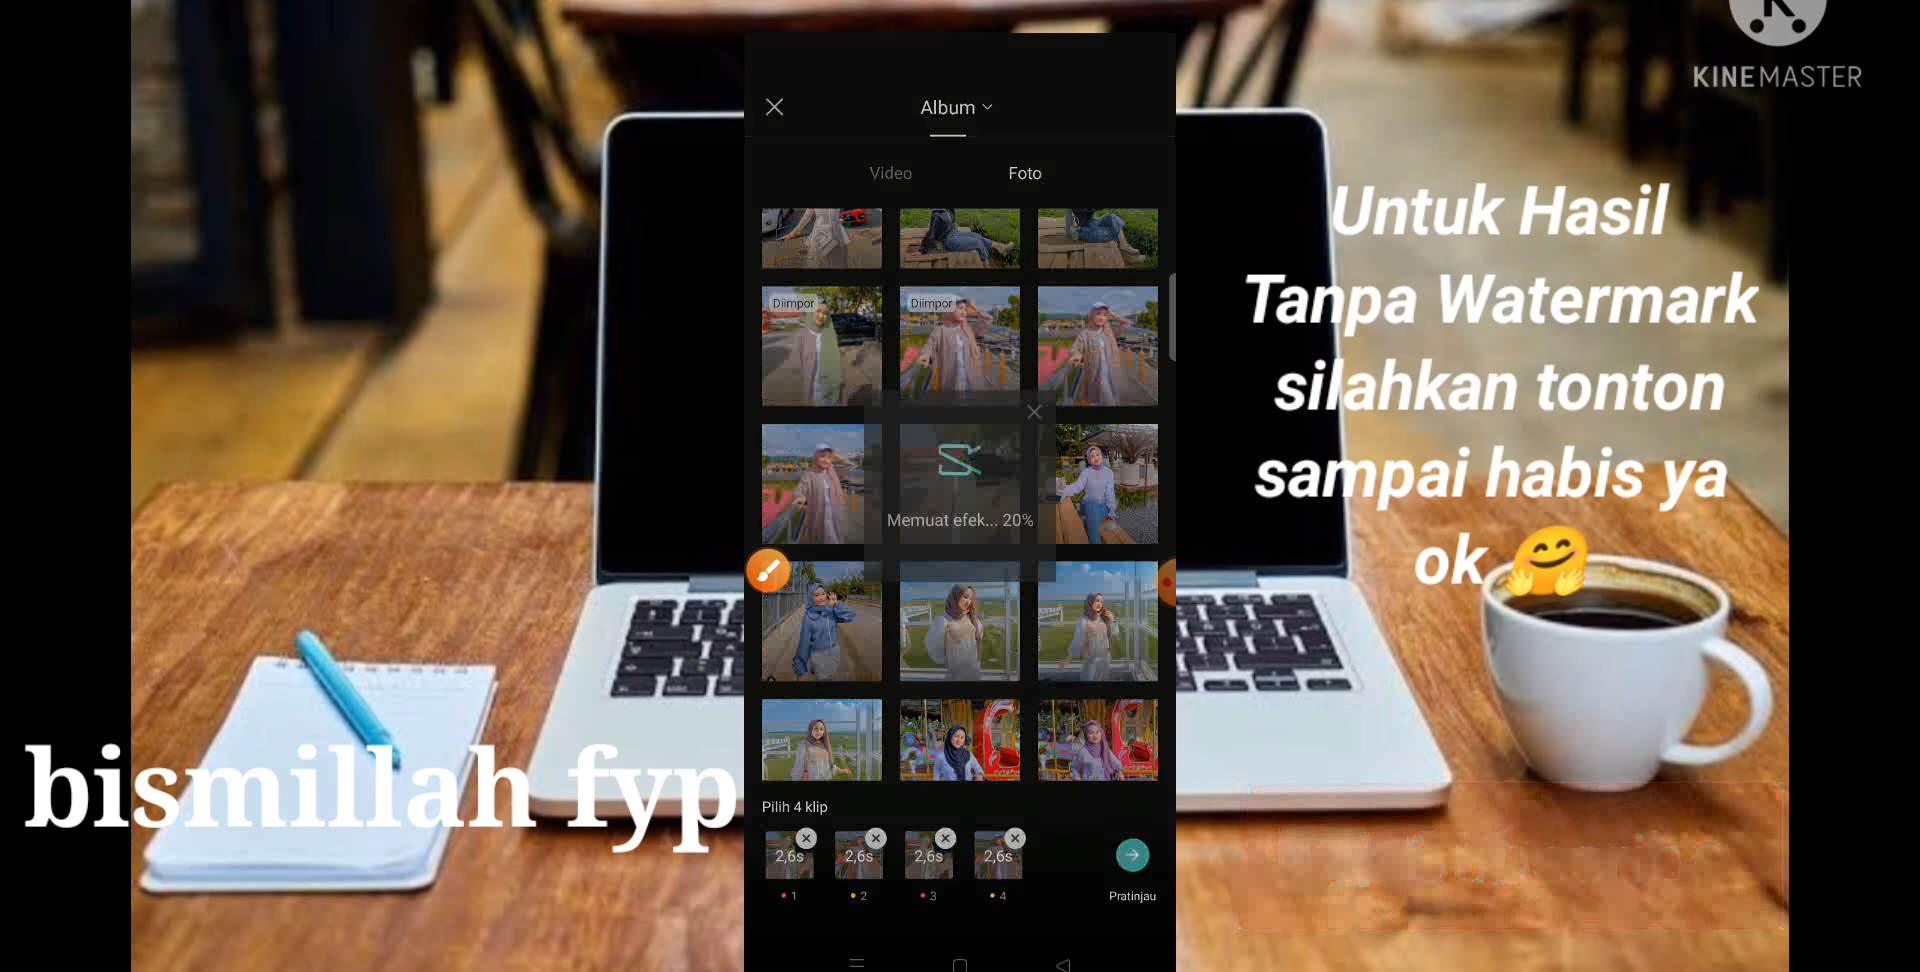 KINEMASTER
Album
Video
Foto
Untuk Hasil
Tanpa Watermark
silahkan tonton
sampai habis ya
ok 🤗
Diimpor
Diimpor
Memuat efek... 20%
bismillah fyp
Pilih 4 klip
2,6s
2,6s
2,6s
2,6s
1
2
3
4
Pratinjau